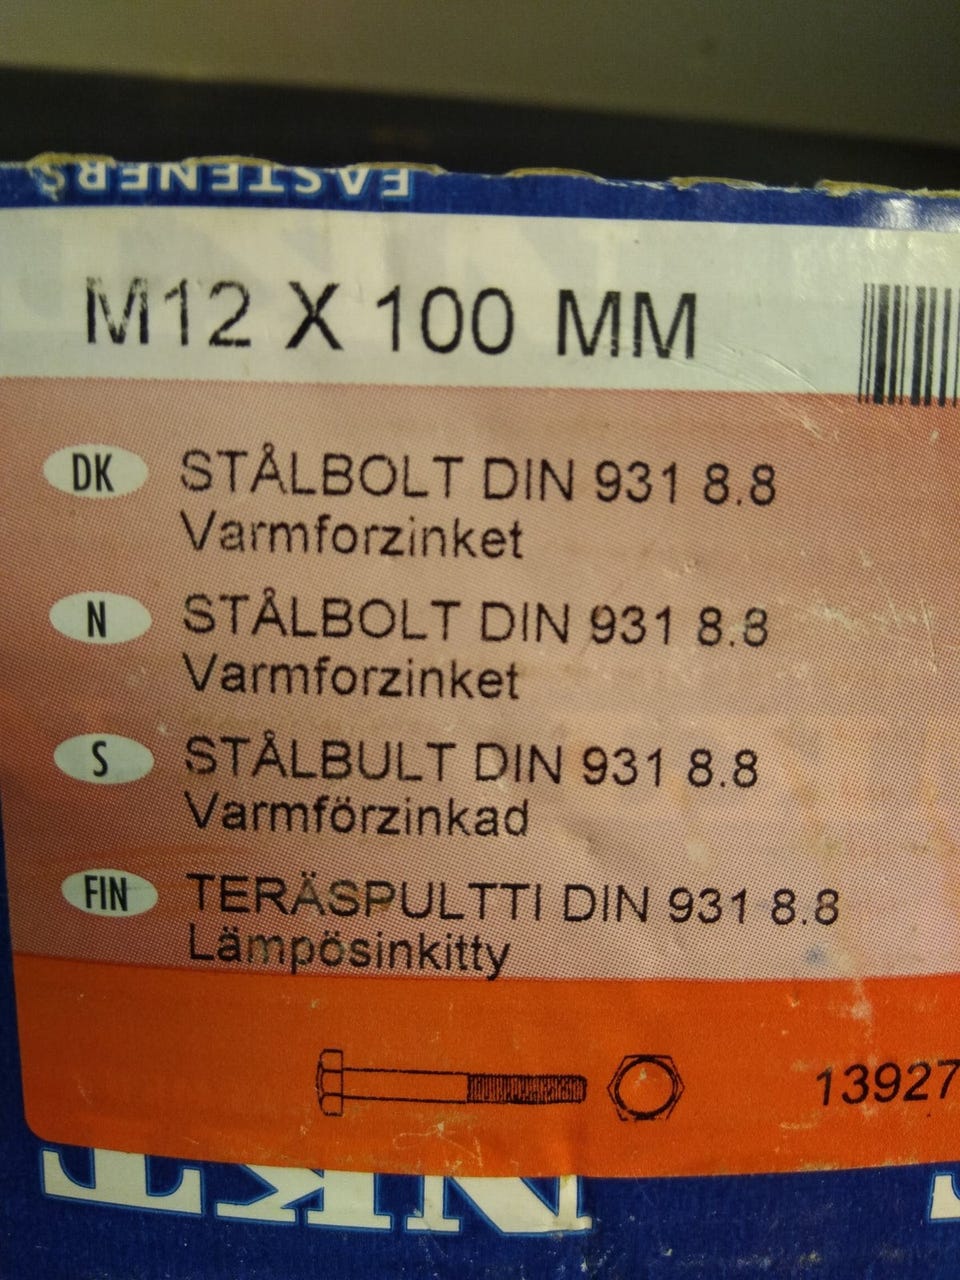 FASTENERS
M12 X 100 MM
DK STÅLBOLT DIN 931 8.8
Varmforzinket
N STÅLBOLT DIN 931 8.8
Varmforzinket
S STÅLBULT DIN 931 8.8
Varmförzinkad
FIN TERÄSPULTTI DIN 931 8.8
Lämpösinkitty
13927
NKT